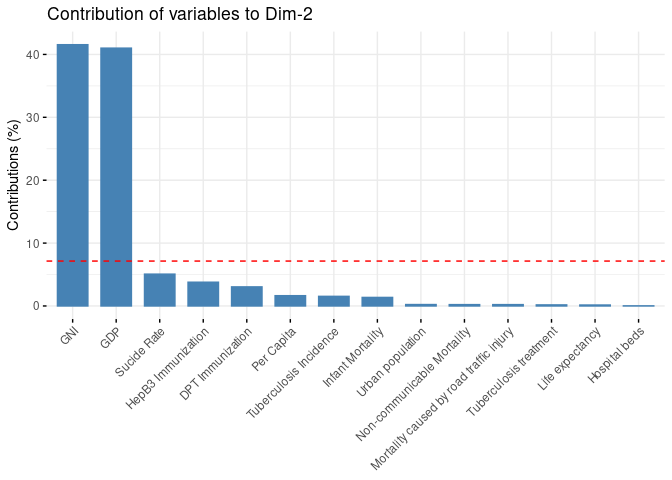 Contribution of variables to Dim-2
Contributions (%)
40
30
20
10
0
GNI
GDP
Sucide Rate
HepB3 Immunization
DPT Immunization
Per Capita
Tuberculosis Incidence
Infant Mortality
Urban population
Non-communicable Mortality
Mortality caused by road traffic injury
Tuberculosis treatment
Life expectancy
Hospital beds